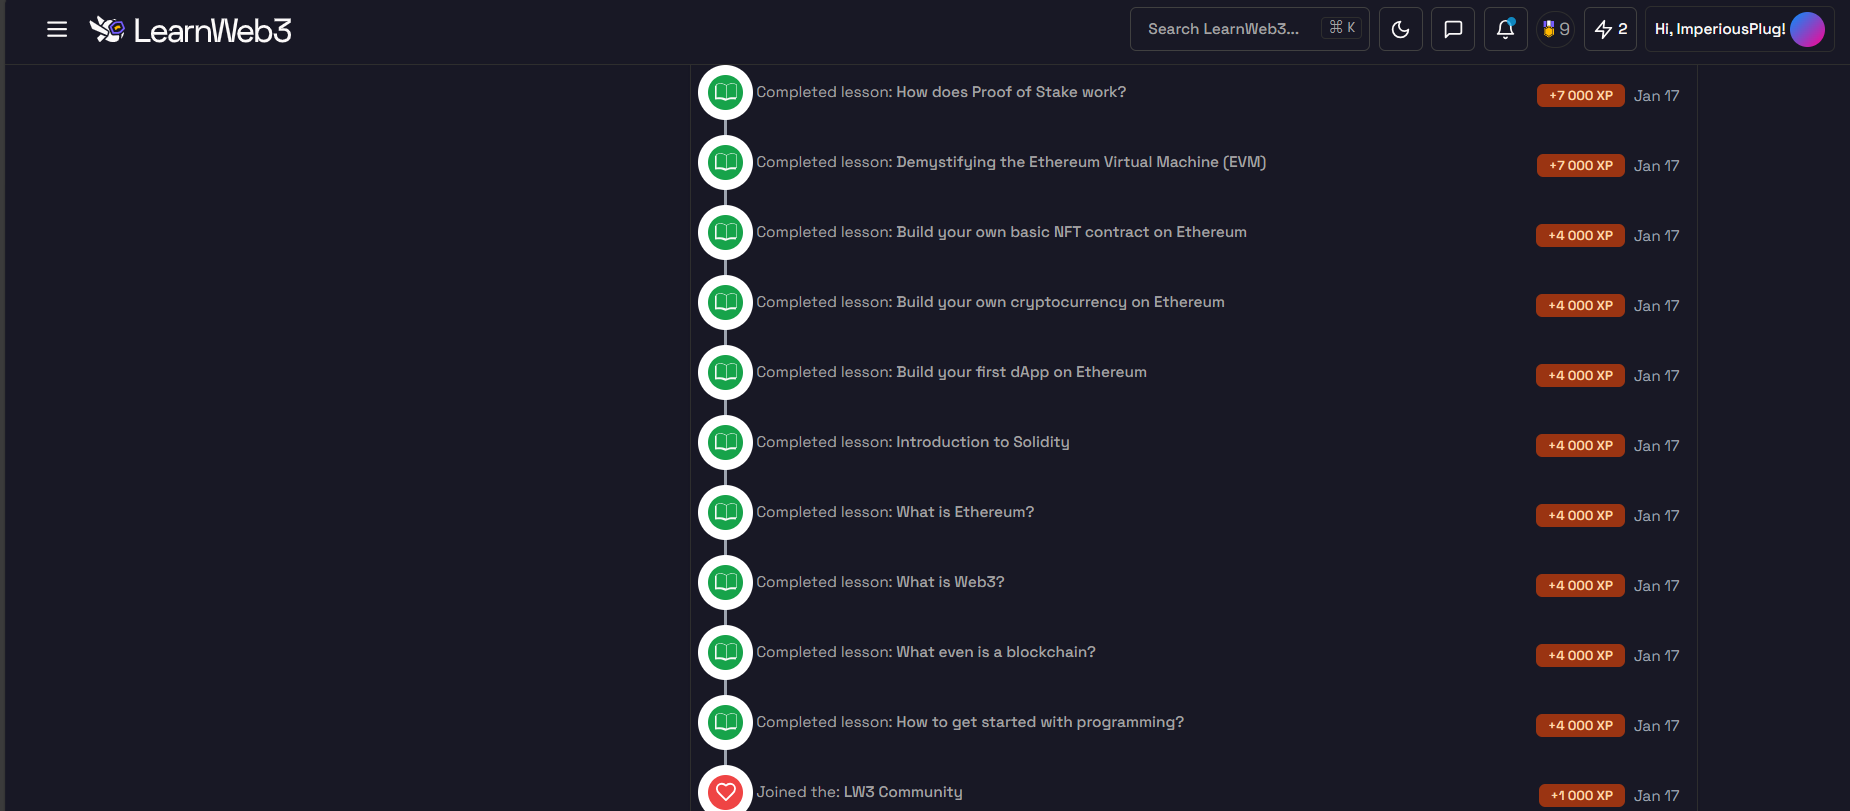 LearnWeb3
Search LearnWeb3... ⌘ K
9
2
Hi, ImperiousPlug!
Completed lesson: How does Proof of Stake work? +7 000 XP Jan 17
Completed lesson: Demystifying the Ethereum Virtual Machine (EVM) +7 000 XP Jan 17
Completed lesson: Build your own basic NFT contract on Ethereum +4 000 XP Jan 17
Completed lesson: Build your own cryptocurrency on Ethereum +4 000 XP Jan 17
Completed lesson: Build your first dApp on Ethereum +4 000 XP Jan 17
Completed lesson: Introduction to Solidity +4 000 XP Jan 17
Completed lesson: What is Ethereum? +4 000 XP Jan 17
Completed lesson: What is Web3? +4 000 XP Jan 17
Completed lesson: What even is a blockchain? +4 000 XP Jan 17
Completed lesson: How to get started with programming? +4 000 XP Jan 17
Joined the: LW3 Community +1 000 XP Jan 17